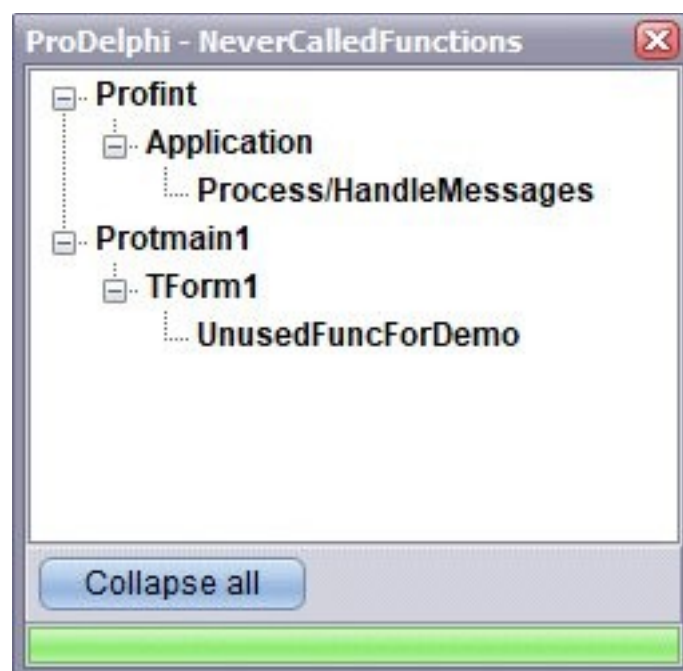 ProDelphi - NeverCalledFunctions
Profint
Application
Process/HandleMessages
Protmain1
TForm1
UnusedFuncForDemo
Collapse all